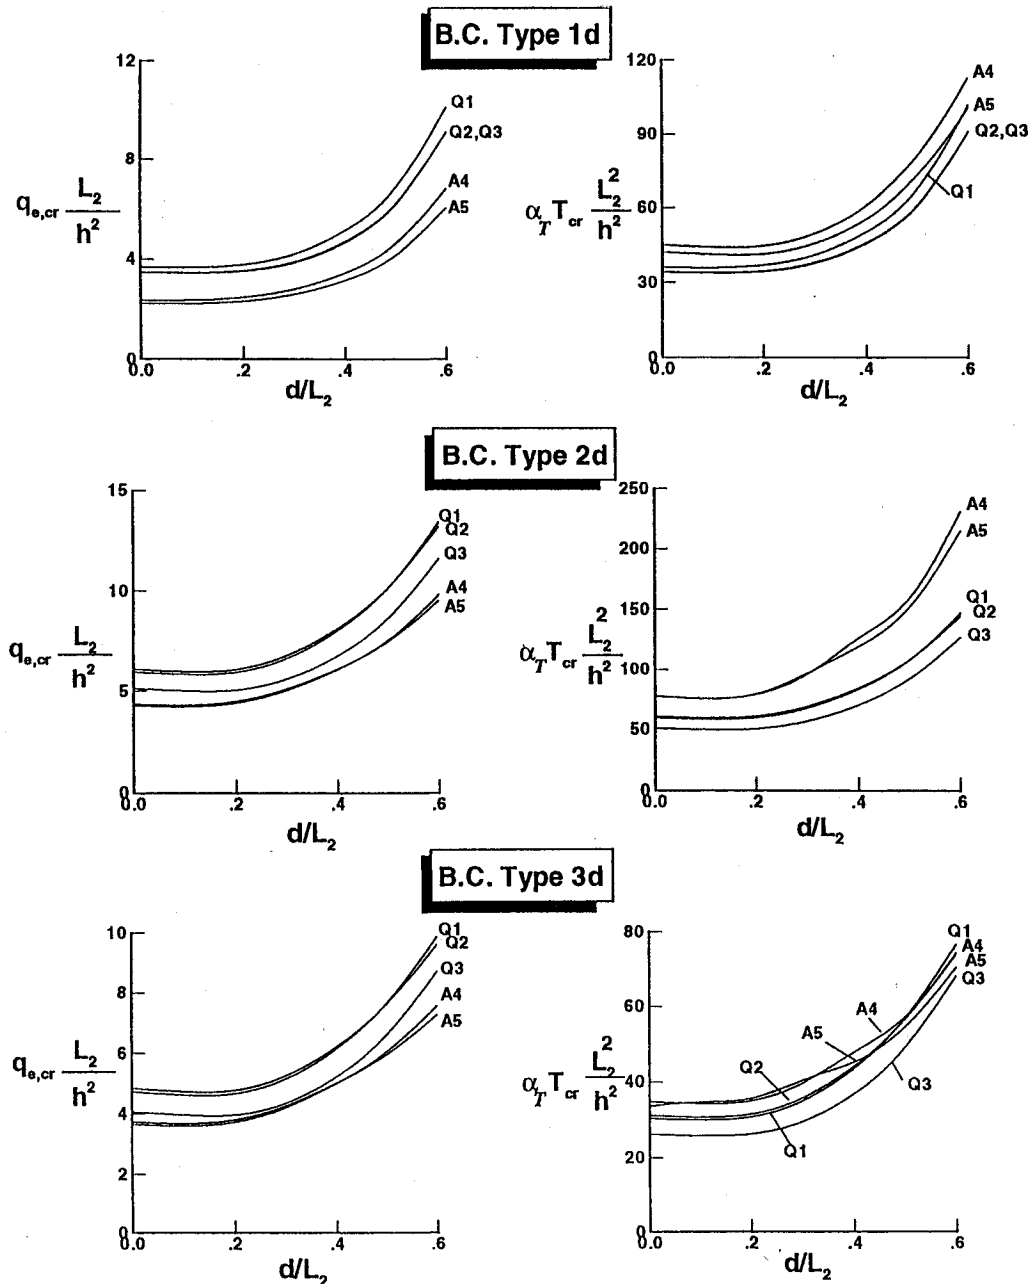 B.C. Type 1d
12
8
4
0
q_e,cr L_2/h^2
0.0 .2 .4 .6
d/L_2
Q1
Q2,Q3
A4
A5
120
90
60
30
0
α_T T_cr L_2^2/h^2
0.0 .2 .4 .6
d/L_2
A4
A5
Q2,Q3
Q1
B.C. Type 2d
15
10
5
0
q_e,cr L_2/h^2
0.0 .2 .4 .6
d/L_2
Q1
Q2
Q3
A4
A5
250
200
150
100
50
0
α_T T_cr L_2^2/h^2
0.0 .2 .4 .6
d/L_2
A4
A5
Q1
Q2
Q3
B.C. Type 3d
10
8
6
4
2
0
q_e,cr L_2/h^2
0.0 .2 .4 .6
d/L_2
Q1
Q2
Q3
A4
A5
80
60
40
20
0
α_T T_cr L_2^2/h^2
0.0 .2 .4 .6
d/L_2
Q1
A4
A5
Q3
A4
A5
Q2
Q3
Q1